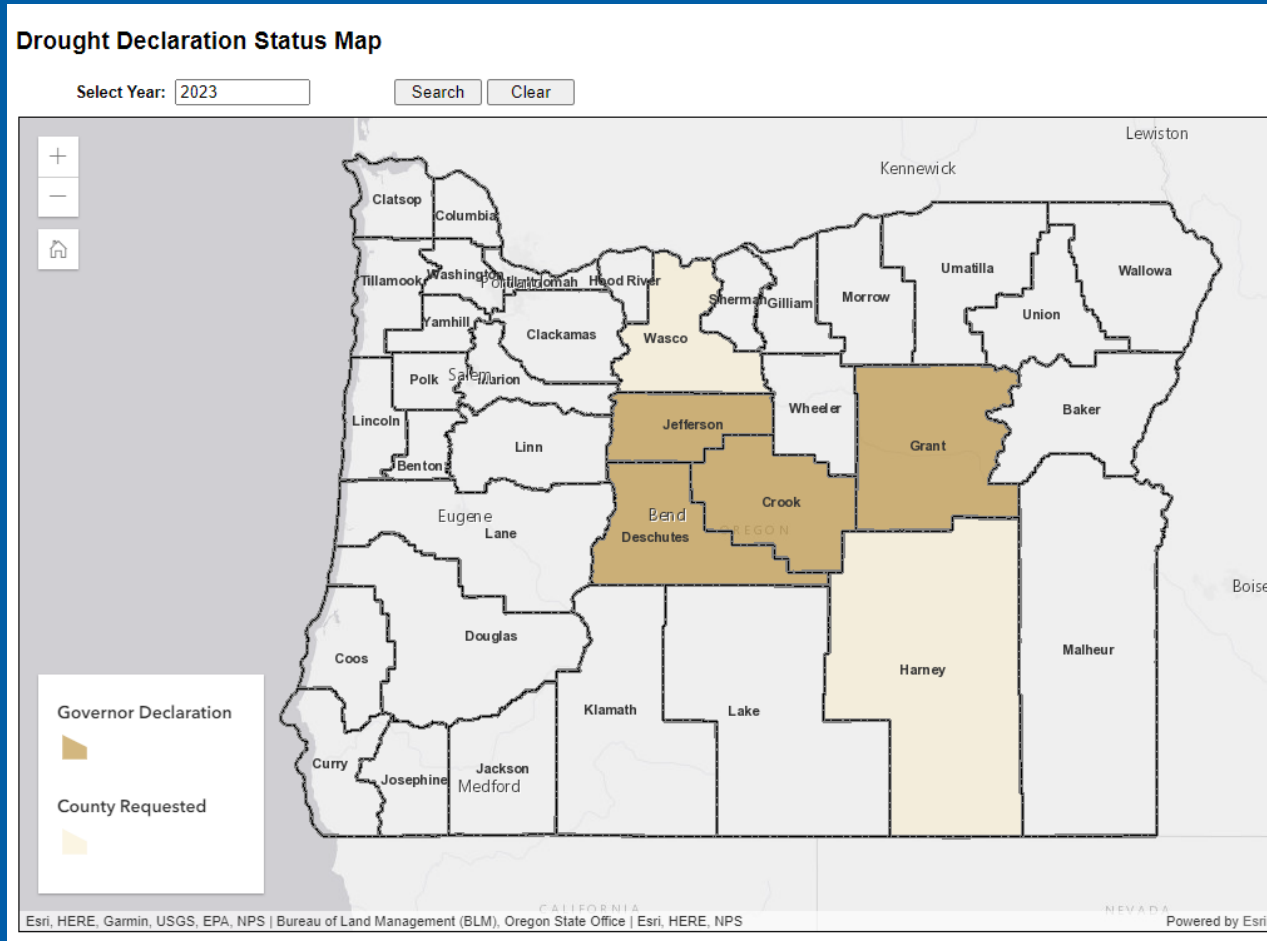 Drought Declaration Status Map
Select Year: 2023 Search Clear
Lewiston
Kennewick
Clatsop
Columbia
Umatilla
Wallowa
Tillamook
Washington
Portland
Multnomah
Hood River
Sherman
Gilliam
Morrow
Union
Yamhill
Clackamas
Wasco
Polk
Salem
Marion
Wheeler
Baker
Lincoln
Jefferson
Linn
Grant
Benton
Crook
Eugene
Bend
OREGON
Lane
Deschutes
Boise
Douglas
Coos
Malheur
Harney
Klamath
Lake
Governor Declaration
Curry
Josephine
Jackson
Medford
County Requested
CALIFORNIA
NEVADA
Esri, HERE, Garmin, USGS, EPA, NPS | Bureau of Land Management (BLM), Oregon State Office | Esri, HERE, NPS
Powered by Esri